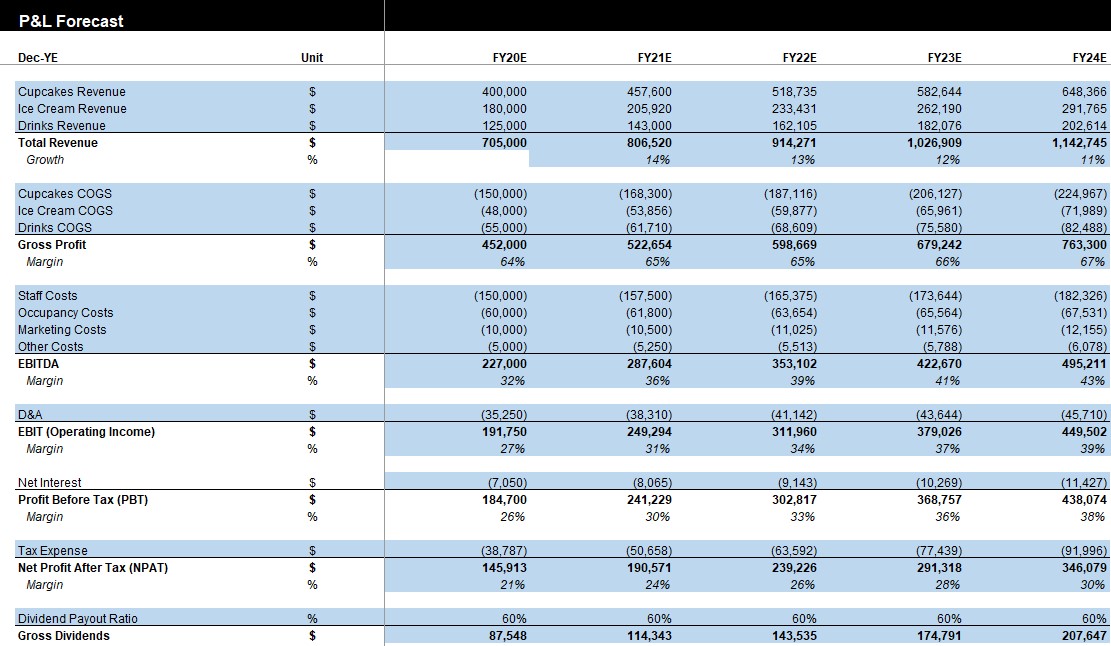 P&L Forecast
Dec-YE Unit FY20E FY21E FY22E FY23E FY24E
Cupcakes Revenue $ 400,000 457,600 518,735 582,644 648,366
Ice Cream Revenue $ 180,000 205,920 233,431 262,190 291,765
Drinks Revenue $ 125,000 143,000 162,105 182,076 202,614
Total Revenue $ 705,000 806,520 914,271 1,026,909 1,142,745
Growth % 14% 13% 12% 11%
Cupcakes COGS $ (150,000) (168,300) (187,116) (206,127) (224,967)
Ice Cream COGS $ (48,000) (53,856) (59,877) (65,961) (71,989)
Drinks COGS $ (55,000) (61,710) (68,609) (75,580) (82,488)
Gross Profit $ 452,000 522,654 598,669 679,242 763,300
Margin % 64% 65% 65% 66% 67%
Staff Costs $ (150,000) (157,500) (165,375) (173,644) (182,326)
Occupancy Costs $ (60,000) (61,800) (63,654) (65,564) (67,531)
Marketing Costs $ (10,000) (10,500) (11,025) (11,576) (12,155)
Other Costs $ (5,000) (5,250) (5,513) (5,788) (6,078)
EBITDA $ 227,000 287,604 353,102 422,670 495,211
Margin % 32% 36% 39% 41% 43%
D&A $ (35,250) (38,310) (41,142) (43,644) (45,710)
EBIT (Operating Income) $ 191,750 249,294 311,960 379,026 449,502
Margin % 27% 31% 34% 37% 39%
Net Interest $ (7,050) (8,065) (9,143) (10,269) (11,427)
Profit Before Tax (PBT) $ 184,700 241,229 302,817 368,757 438,074
Margin % 26% 30% 33% 36% 38%
Tax Expense $ (38,787) (50,658) (63,592) (77,439) (91,996)
Net Profit After Tax (NPAT) $ 145,913 190,571 239,226 291,318 346,079
Margin % 21% 24% 26% 28% 30%
Dividend Payout Ratio % 60% 60% 60% 60% 60%
Gross Dividends $ 87,548 114,343 143,535 174,791 207,647